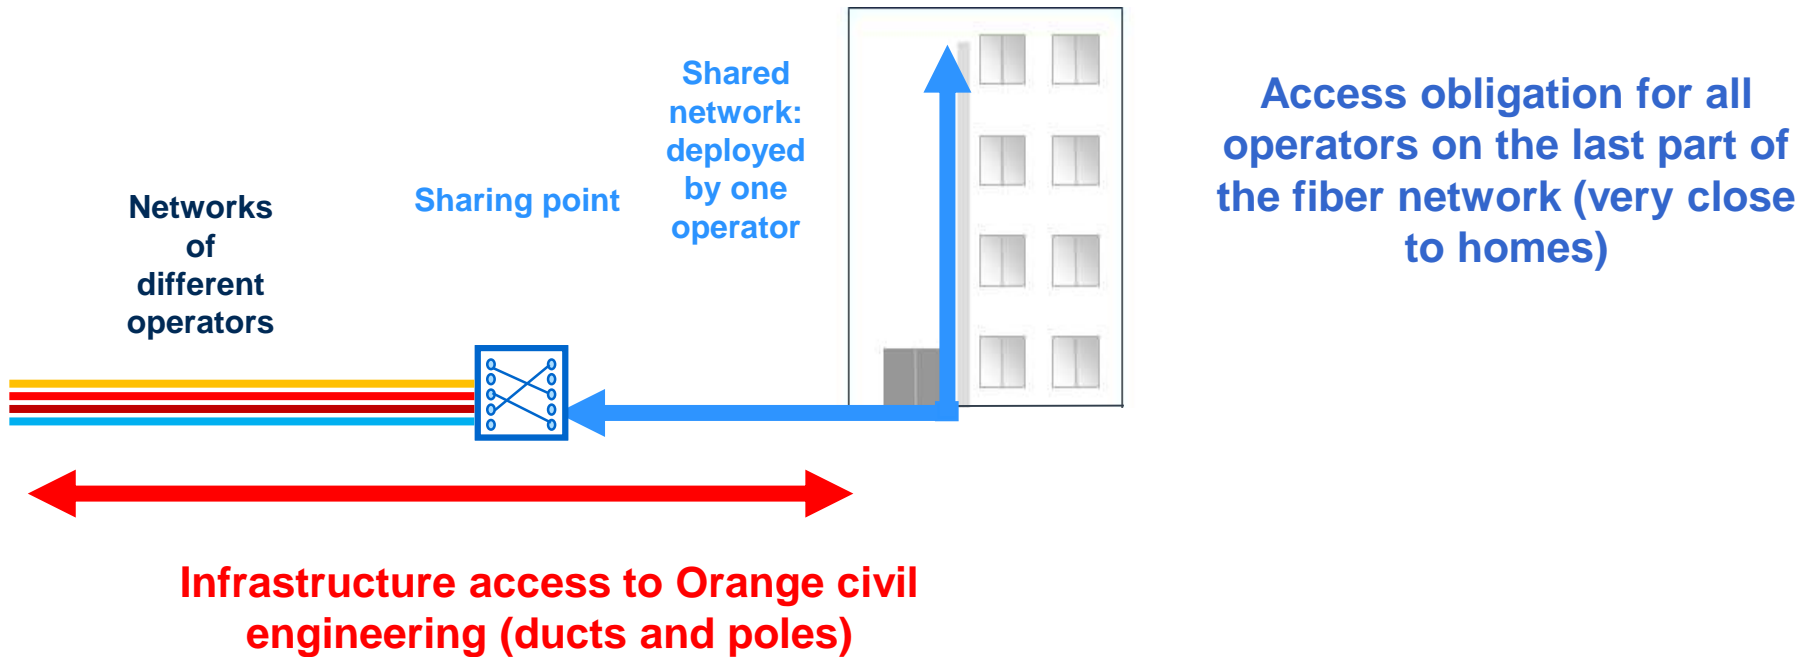 Networks
of
different
operators
Sharing point
Shared
network:
deployed
by one
operator
Access obligation for all
operators on the last part of
the fiber network (very close
to homes)
Infrastructure access to Orange civil
engineering (ducts and poles)